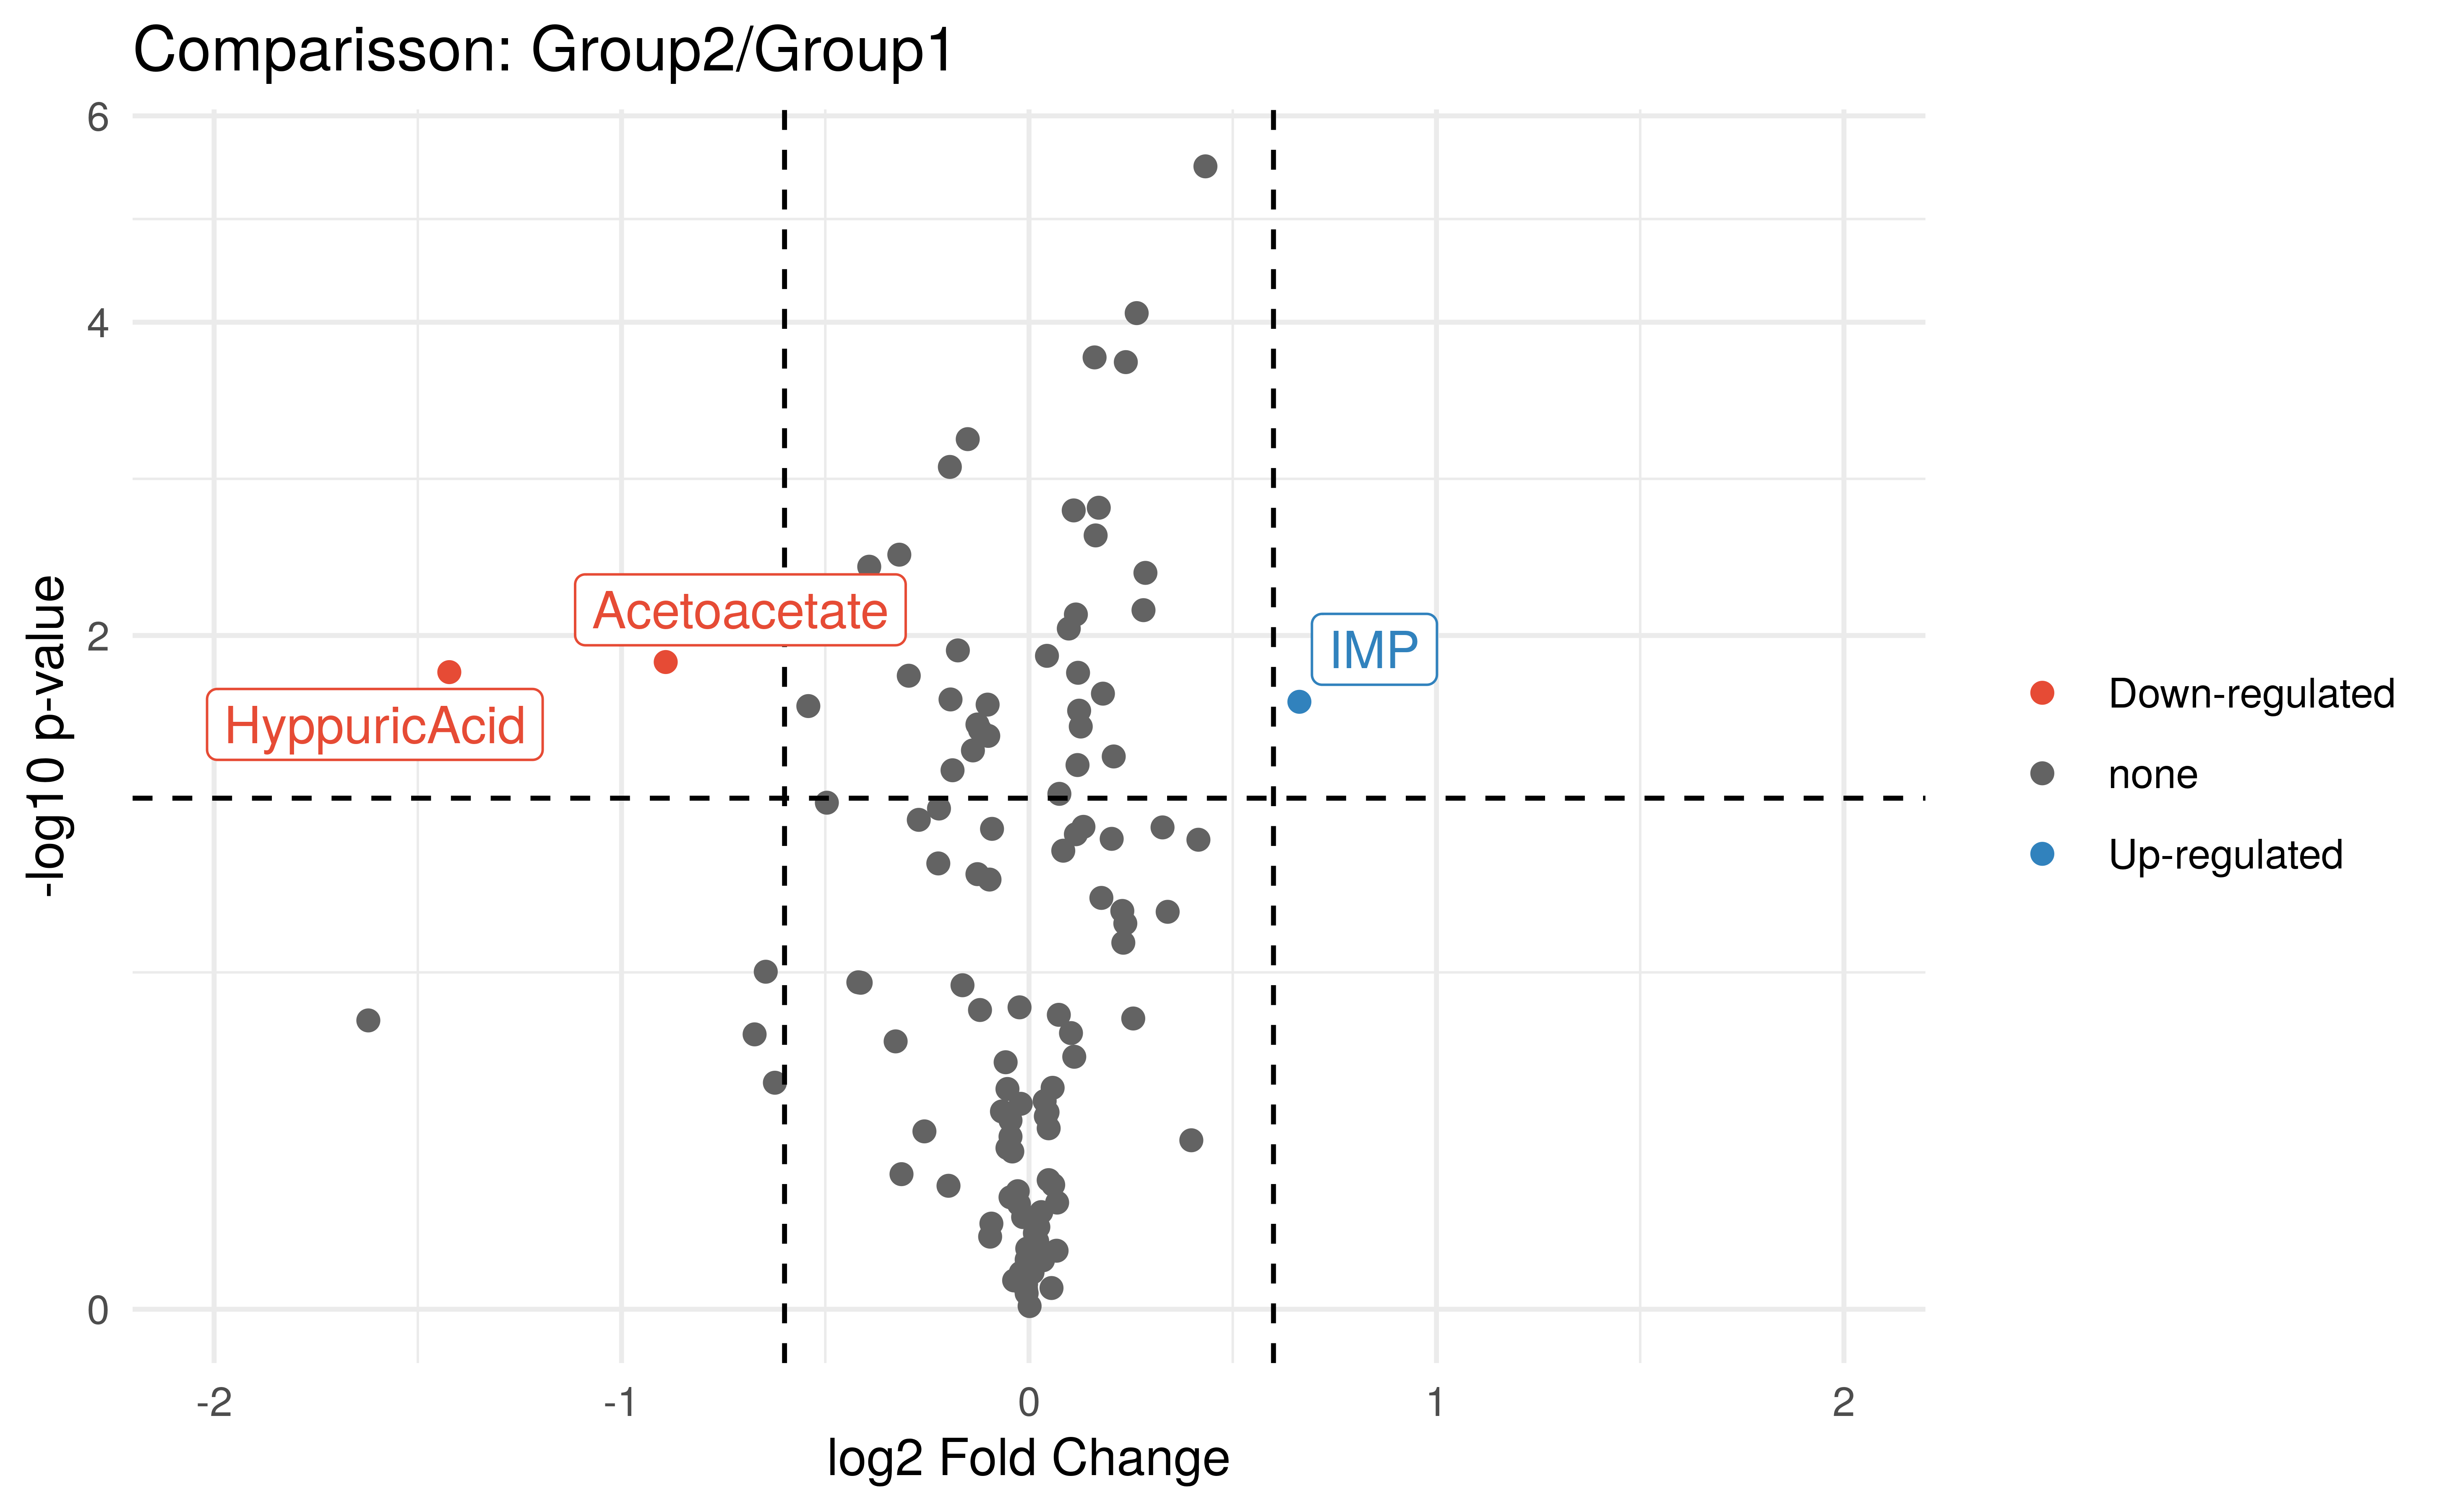 Comparisson: Group2/Group1
6
4
2
0
-log10 p-value
Acetoacetate
HyppuricAcid
IMP
Down-regulated
none
Up-regulated
-2 -1 0 1 2
log2 Fold Change